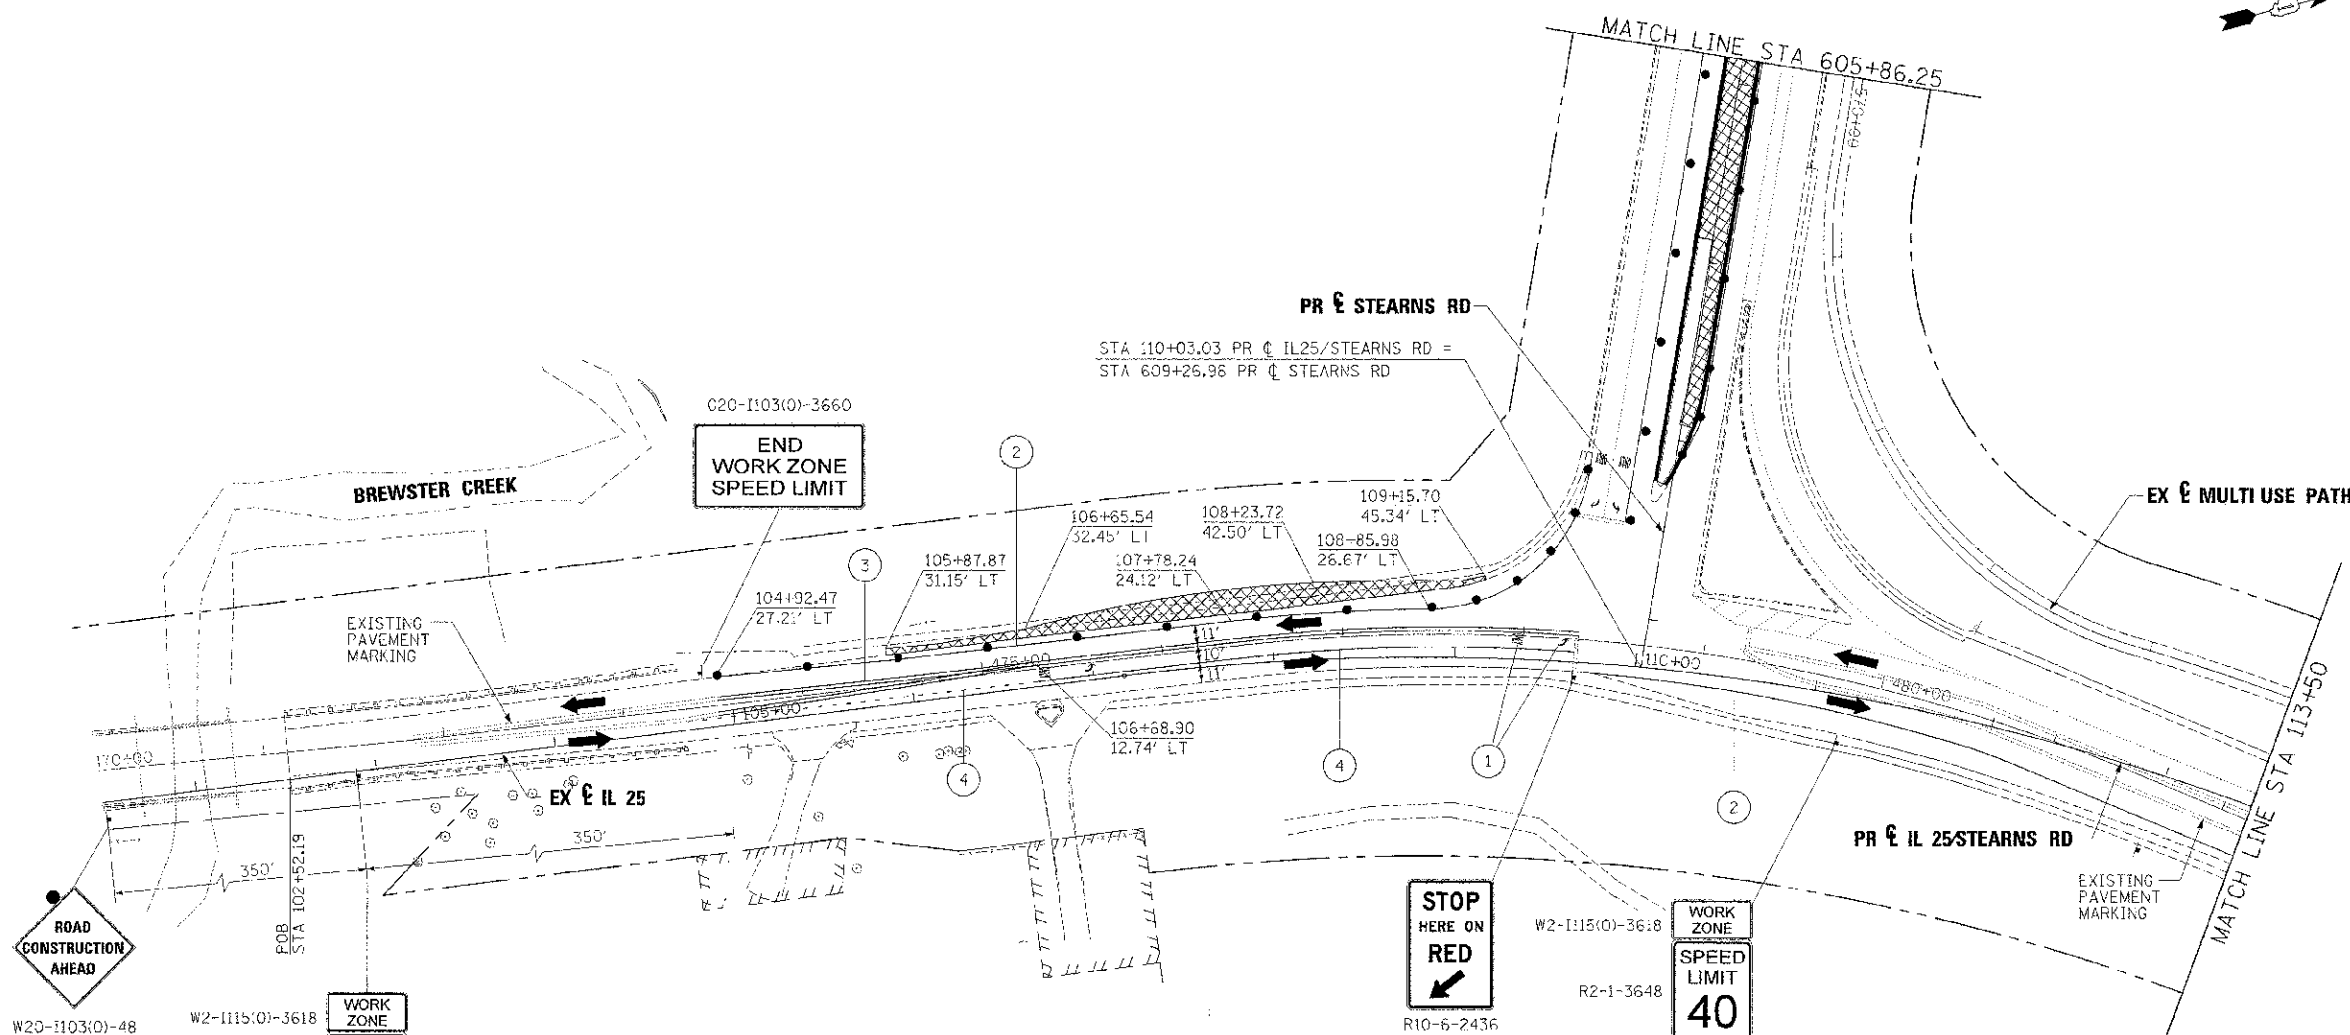 MATCH LINE STA 605+86.25
PR ℄ STEARNS RD
STA 110+03.03 PR ℄ IL25/STEARNS RD =
STA 609+26.96 PR ℄ STEARNS RD
END
WORK ZONE
SPEED LIMIT
BREWSTER CREEK
2
3
106+65.54
32.45' LT
108+23.72
42.50' LT
109+15.70
45.34' LT
EX ℄ MULTI USE PATH
105+87.87
31.15' LT
107+78.24
24.12' LT
108+85.98
26.67' LT
104+92.47
27.21' LT
EXISTING
PAVEMENT
MARKING
11'
10'
11'
110+00
480+00
105+00
106+68.90
12.74' LT
4
4
1
2
EX ℄ IL 25
350'
350'
POB
STA 102+52.19
PR ℄ IL 25/STEARNS RD
EXISTING
PAVEMENT
MARKING
MATCH LINE STA 113+50
ROAD
CONSTRUCTION
AHEAD
W20-I103(0)-48
W2-I115(0)-3618
WORK
ZONE
STOP
HERE ON
RED
R10-6-2436
W2-I115(0)-3618
WORK
ZONE
R2-1-3648
SPEED
LIMIT
40